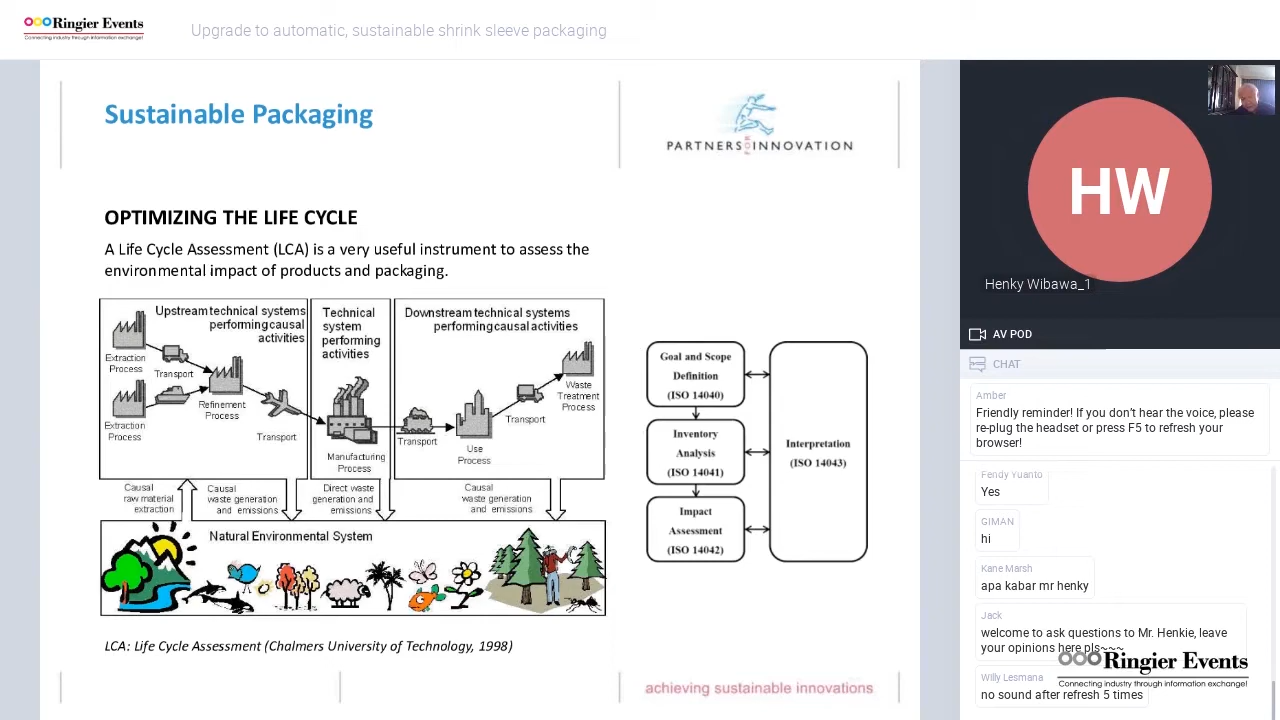 Ringier Events
Connecting industry through information exchange!
Upgrade to automatic, sustainable shrink sleeve packaging
Sustainable Packaging
PARTNERS FOR INNOVATION
OPTIMIZING THE LIFE CYCLE
A Life Cycle Assessment (LCA) is a very useful instrument to assess the
environmental impact of products and packaging.
Upstream technical systems
performing causal
activities
Technical
system
performing
activities
Downstream technical systems
performing causal activities
Extraction
Process
Transport
Refinement
Process
Extraction
Process
Transport
Manufacturing
Process
Transport
Use
Process
Transport
Waste
Treatment
Process
Causal
raw material
extraction
Causal
waste generation
and emissions
Direct waste
generation and
emissions
Causal
waste generation
and emissions
Natural Environmental System
LCA: Life Cycle Assessment (Chalmers University of Technology, 1998)
Goal and Scope
Definition
(ISO 14040)
Inventory
Analysis
(ISO 14041)
Impact
Assessment
(ISO 14042)
Interpretation
(ISO 14043)
achieving sustainable innovations
HW
Henky Wibawa_1
AV POD
CHAT
Amber
Friendly reminder! If you don't hear the voice, please
re-plug the headset or press F5 to refresh your
browser!
Fendy Yuanto
Yes
GIMAN
hi
Kane Marsh
apa kabar mr henky
Jack
welcome to ask questions to Mr. Henkie, leave
your opinions here pls~~~
Ringier Events
Connecting industry through information exchange!
Willy Lesmana
no sound after refresh 5 times